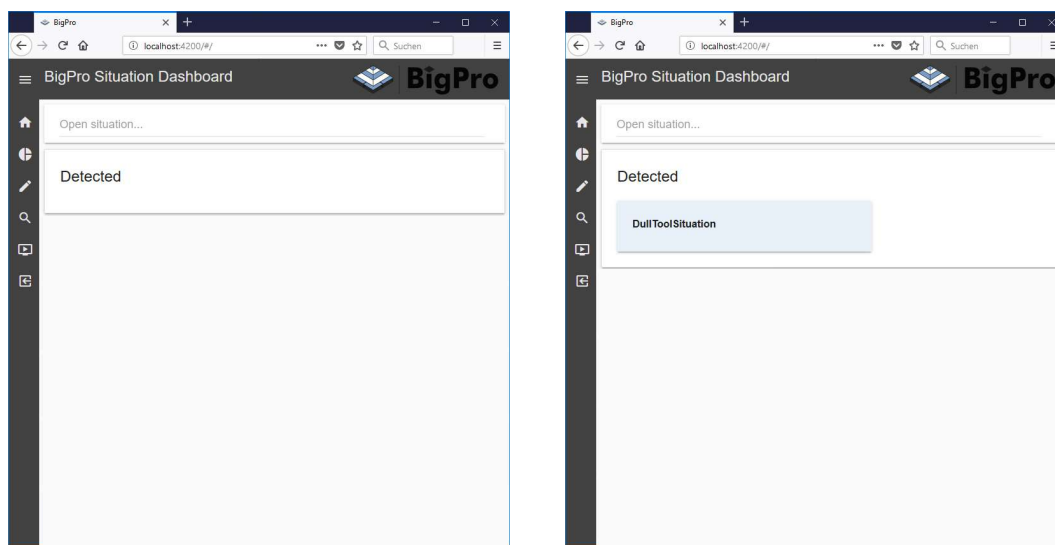 BigPro
localhost:4200/#/
Suchen
BigPro Situation Dashboard
BigPro
Open situation...
Detected
BigPro
localhost:4200/#/
Suchen
BigPro Situation Dashboard
BigPro
Open situation...
Detected
DullToolSituation